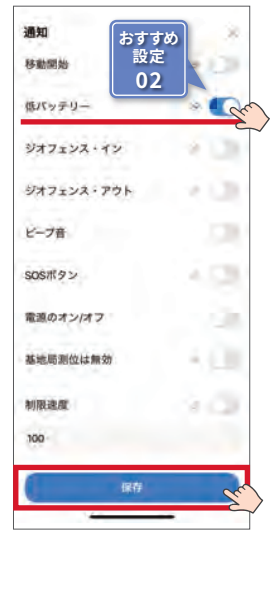 通知
おすすめ
設定
02
移動開始
低バッテリー
ジオフェンス・イン
ジオフェンス・アウト
ビープ音
SOSボタン
電源のオン/オフ
基地局測位は無効
制限速度
100
保存